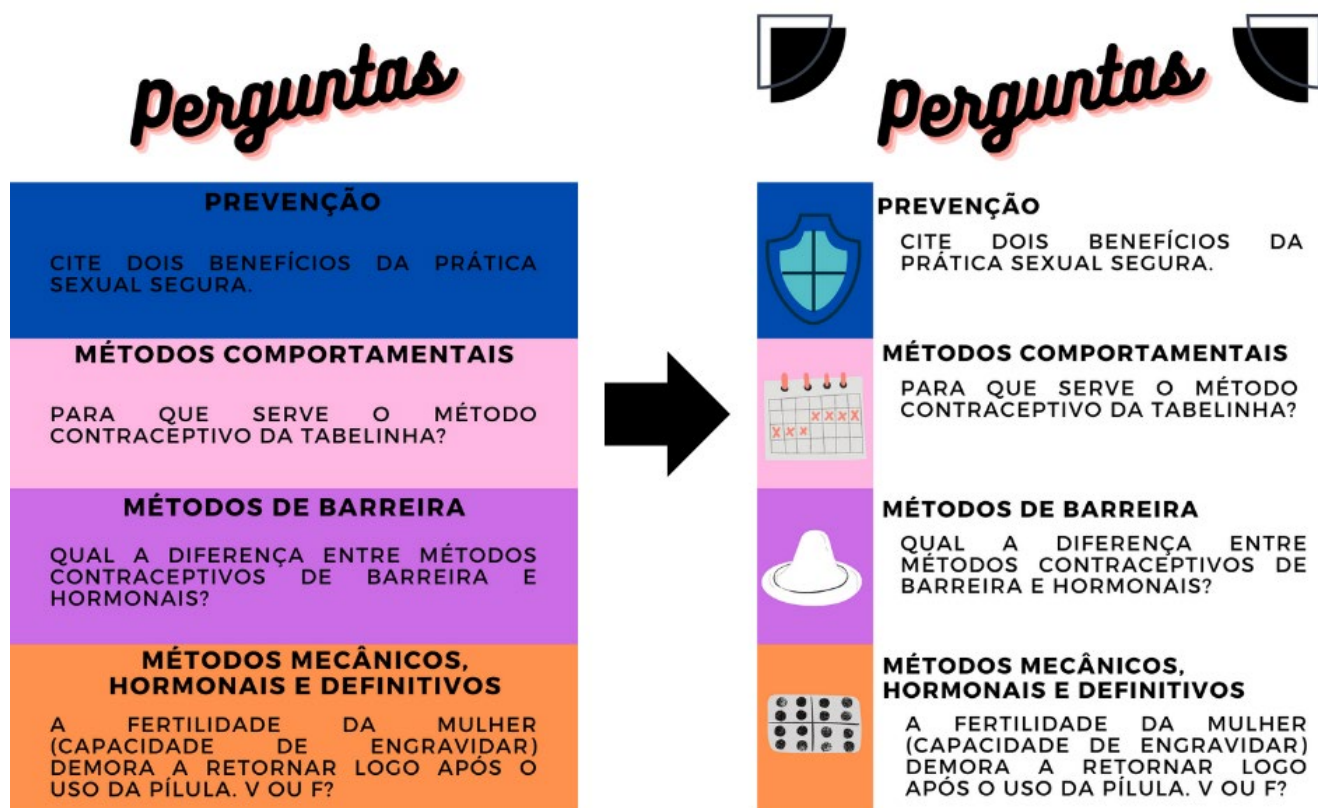 Perguntas
PREVENÇÃO
CITE DOIS BENEFÍCIOS DA PRÁTICA
SEXUAL SEGURA.
MÉTODOS COMPORTAMENTAIS
PARA QUE SERVE O MÉTODO
CONTRACEPTIVO DA TABELINHA?
MÉTODOS DE BARREIRA
QUAL A DIFERENÇA ENTRE MÉTODOS
CONTRACEPTIVOS DE BARREIRA E
HORMONAIS?
MÉTODOS MECÂNICOS,
HORMONAIS E DEFINITIVOS
A FERTILIDADE DA MULHER
(CAPACIDADE DE ENGRAVIDAR)
DEMORA A RETORNAR LOGO APÓS O
USO DA PÍLULA. V OU F?
Perguntas
PREVENÇÃO
CITE DOIS BENEFÍCIOS DA
PRÁTICA SEXUAL SEGURA.
MÉTODOS COMPORTAMENTAIS
PARA QUE SERVE O MÉTODO
CONTRACEPTIVO DA TABELINHA?
MÉTODOS DE BARREIRA
QUAL A DIFERENÇA ENTRE
MÉTODOS CONTRACEPTIVOS DE
BARREIRA E HORMONAIS?
MÉTODOS MECÂNICOS,
HORMONAIS E DEFINITIVOS
A FERTILIDADE DA MULHER
(CAPACIDADE DE ENGRAVIDAR)
DEMORA A RETORNAR LOGO
APÓS O USO DA PÍLULA. V OU F?